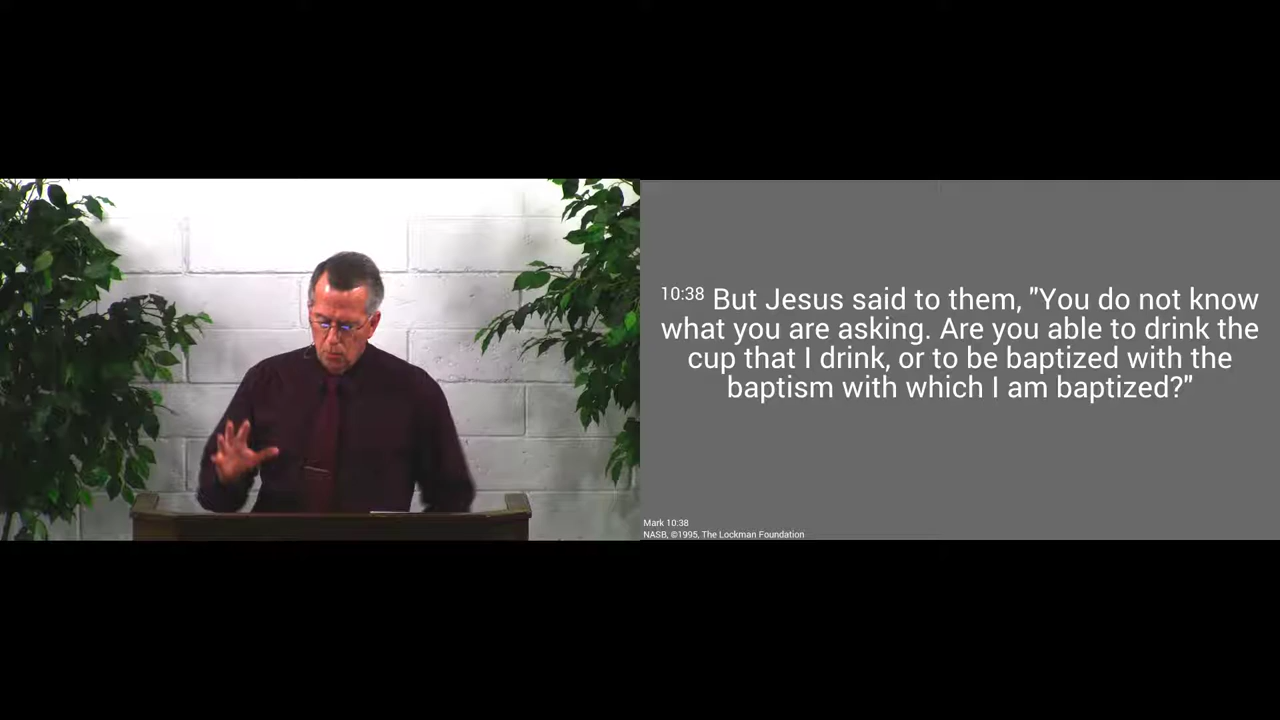 10:38 But Jesus said to them, "You do not know
what you are asking. Are you able to drink the
cup that I drink, or to be baptized with the
baptism with which I am baptized?"
Mark 10:38
NASB, ©1995, The Lockman Foundation